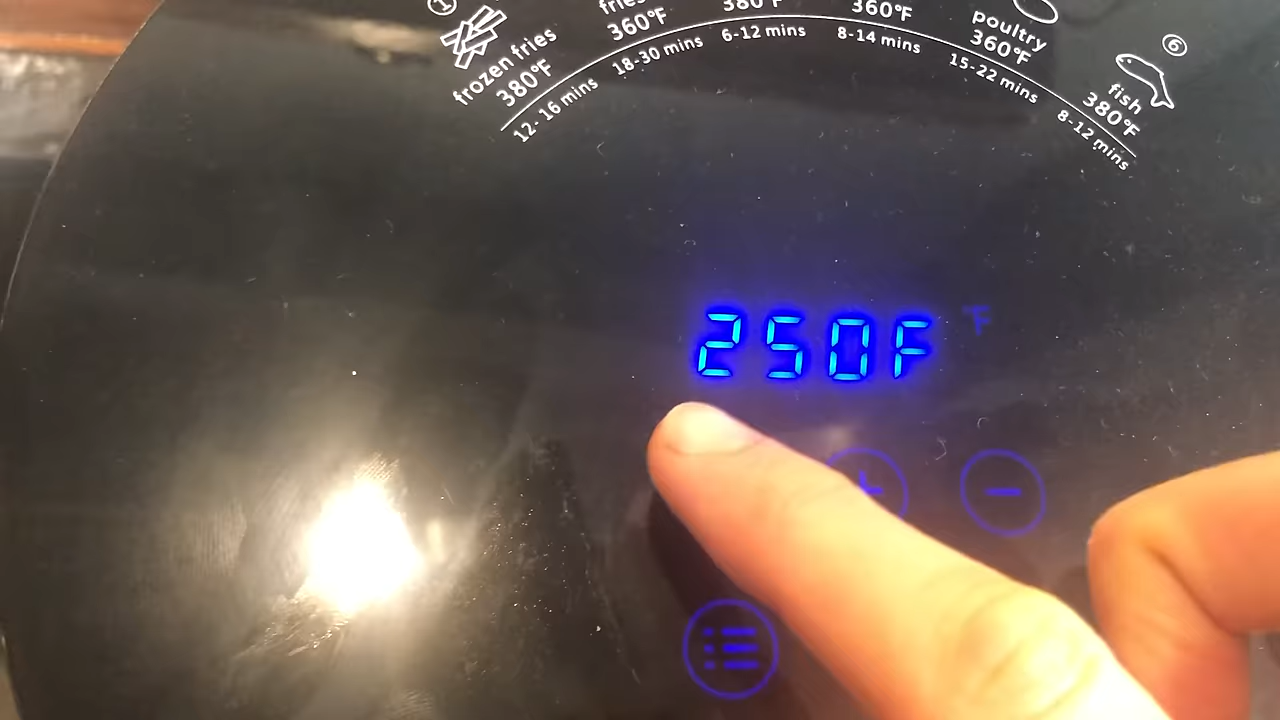 1
frozen fries
380°F
12-16 mins
fries
360°F
18-30 mins
380°F
6-12 mins
360°F
8-14 mins
poultry
360°F
15-22 mins
6
fish
380°F
8-12 mins
250F °F
+ -